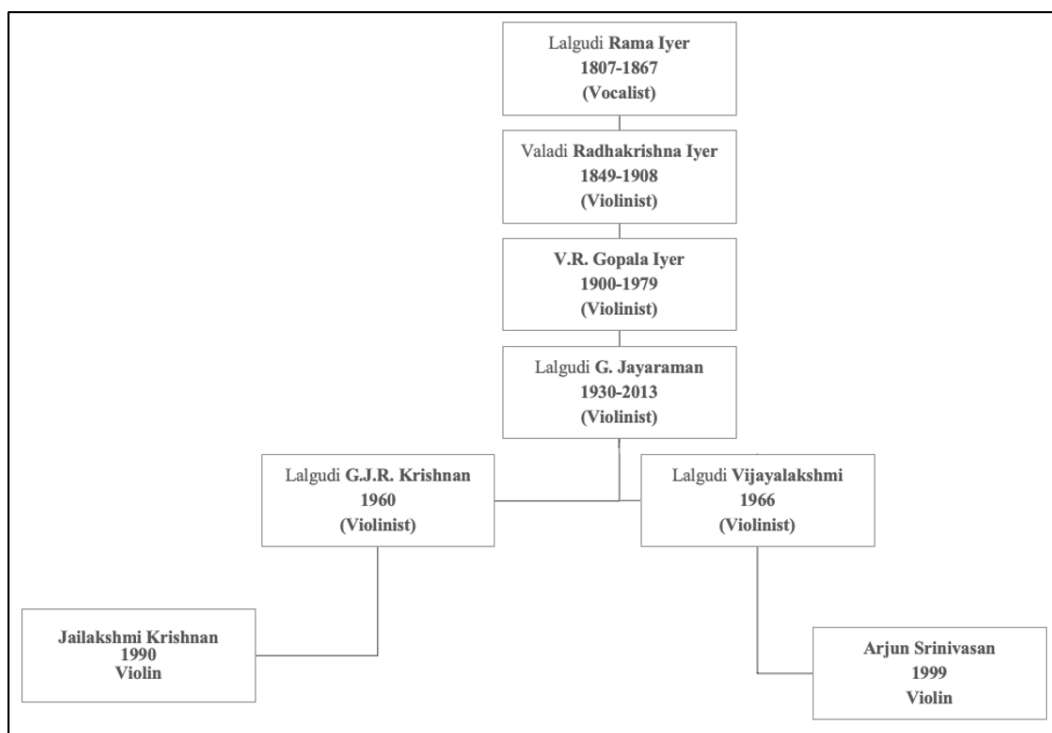 Lalgudi Rama Iyer
1807-1867
(Vocalist)
Valadi Radhakrishna Iyer
1849-1908
(Violinist)
V.R. Gopala Iyer
1900-1979
(Violinist)
Lalgudi G. Jayaraman
1930-2013
(Violinist)
Lalgudi G.J.R. Krishnan
1960
(Violinist)
Lalgudi Vijayalakshmi
1966
(Violinist)
Jailakshmi Krishnan
1990
Violin
Arjun Srinivasan
1999
Violin